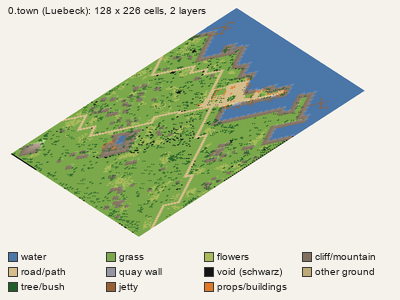 0.town (Luebeck): 128 x 226 cells, 2 layers
water
grass
flowers
cliff/mountain
road/path
quay wall
void (schwarz)
other ground
tree/bush
jetty
props/buildings